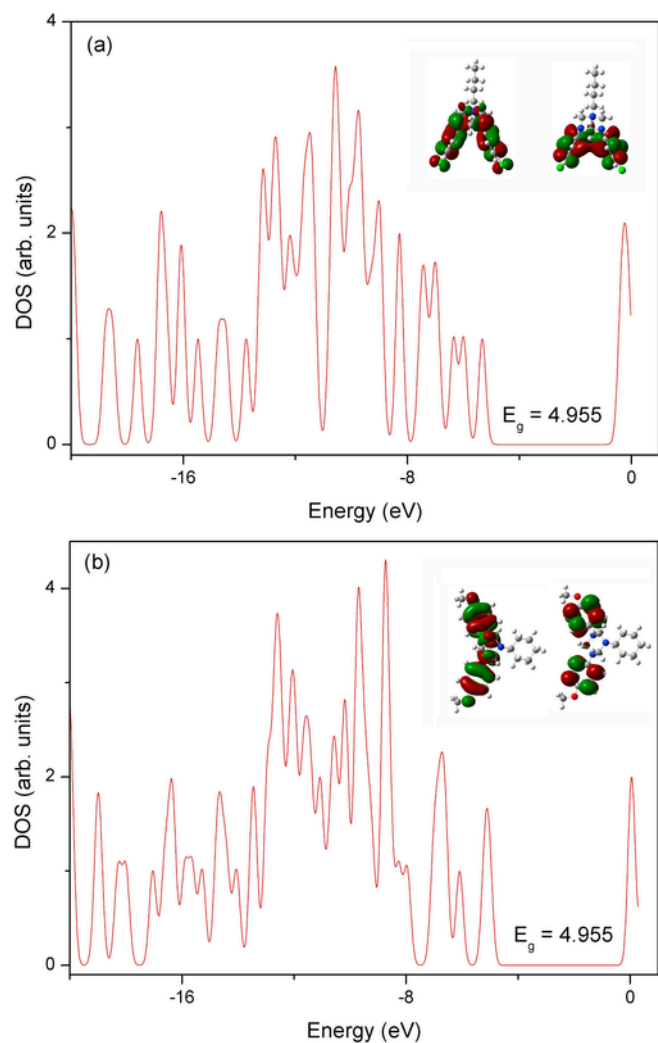 (a)
4
2
0
DOS (arb. units)
E_g = 4.955
-16
-8
0
Energy (eV)
(b)
4
2
0
DOS (arb. units)
E_g = 4.955
-16
-8
0
Energy (eV)